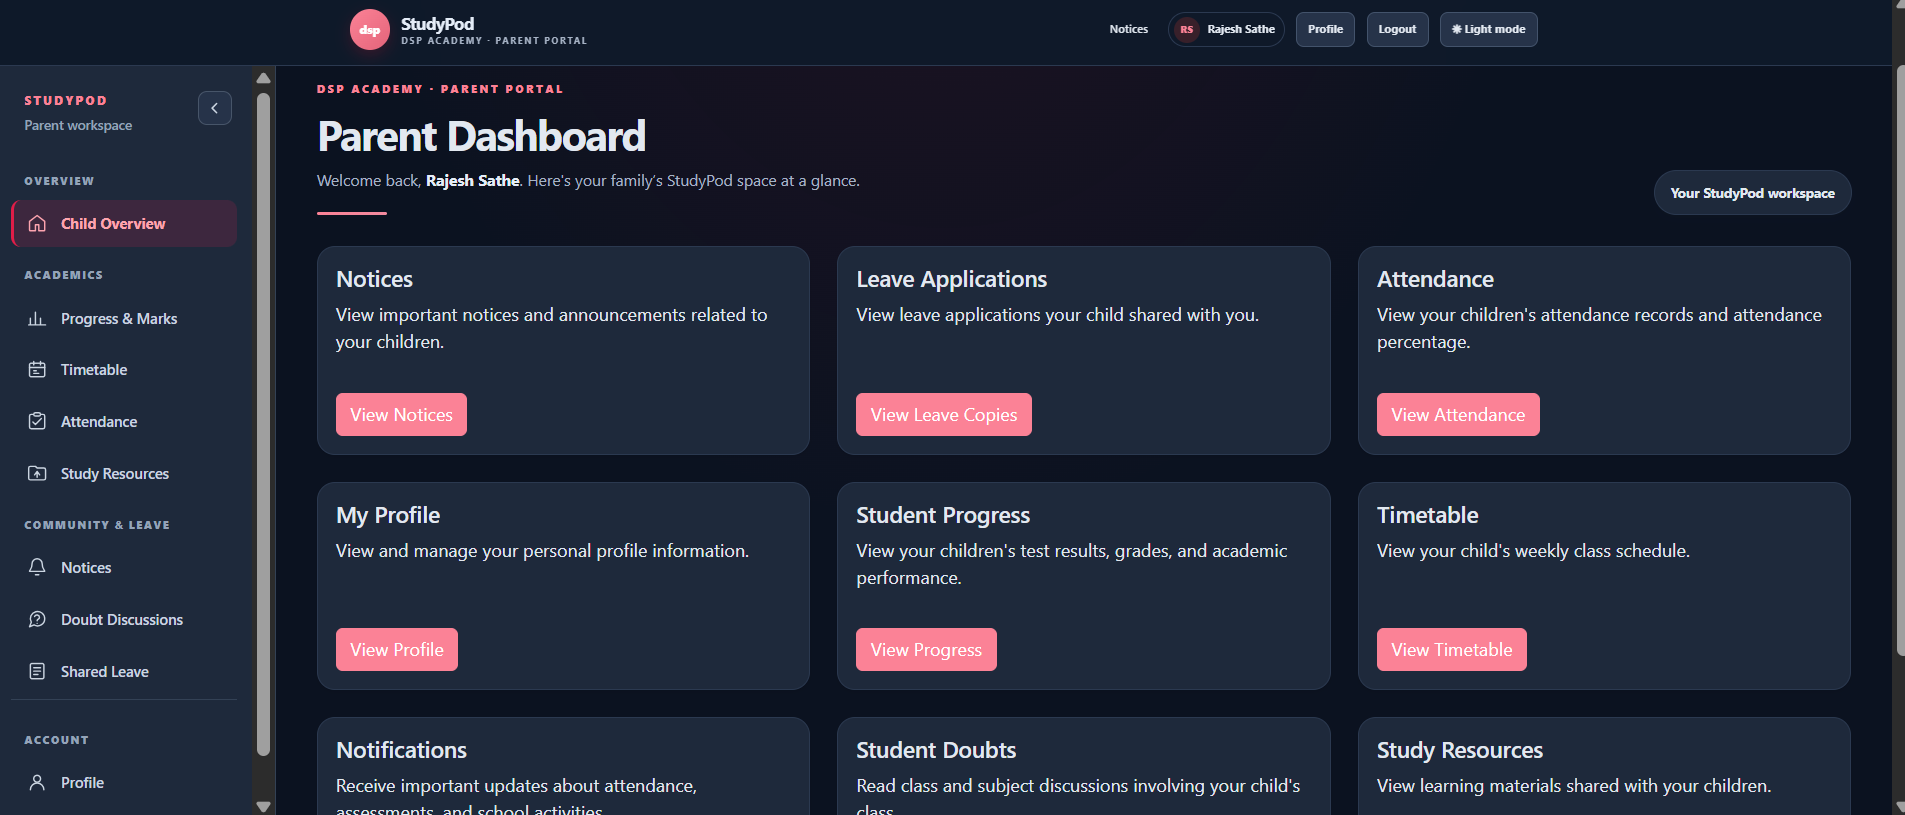 dsp
StudyPod
DSP ACADEMY · PARENT PORTAL
Notices
RS
Rajesh Sathe
Profile
Logout
Light mode
STUDYPOD
Parent workspace
OVERVIEW
Child Overview
ACADEMICS
Progress & Marks
Timetable
Attendance
Study Resources
COMMUNITY & LEAVE
Notices
Doubt Discussions
Shared Leave
ACCOUNT
Profile
DSP ACADEMY · PARENT PORTAL
Parent Dashboard
Welcome back, Rajesh Sathe. Here's your family's StudyPod space at a glance.
Your StudyPod workspace
Notices
View important notices and announcements related to
your children.
View Notices
Leave Applications
View leave applications your child shared with you.
View Leave Copies
Attendance
View your children's attendance records and attendance
percentage.
View Attendance
My Profile
View and manage your personal profile information.
View Profile
Student Progress
View your children's test results, grades, and academic
performance.
View Progress
Timetable
View your child's weekly class schedule.
View Timetable
Notifications
Receive important updates about attendance,
assessments, and school activities.
Student Doubts
Read class and subject discussions involving your child's
class.
Study Resources
View learning materials shared with your children.